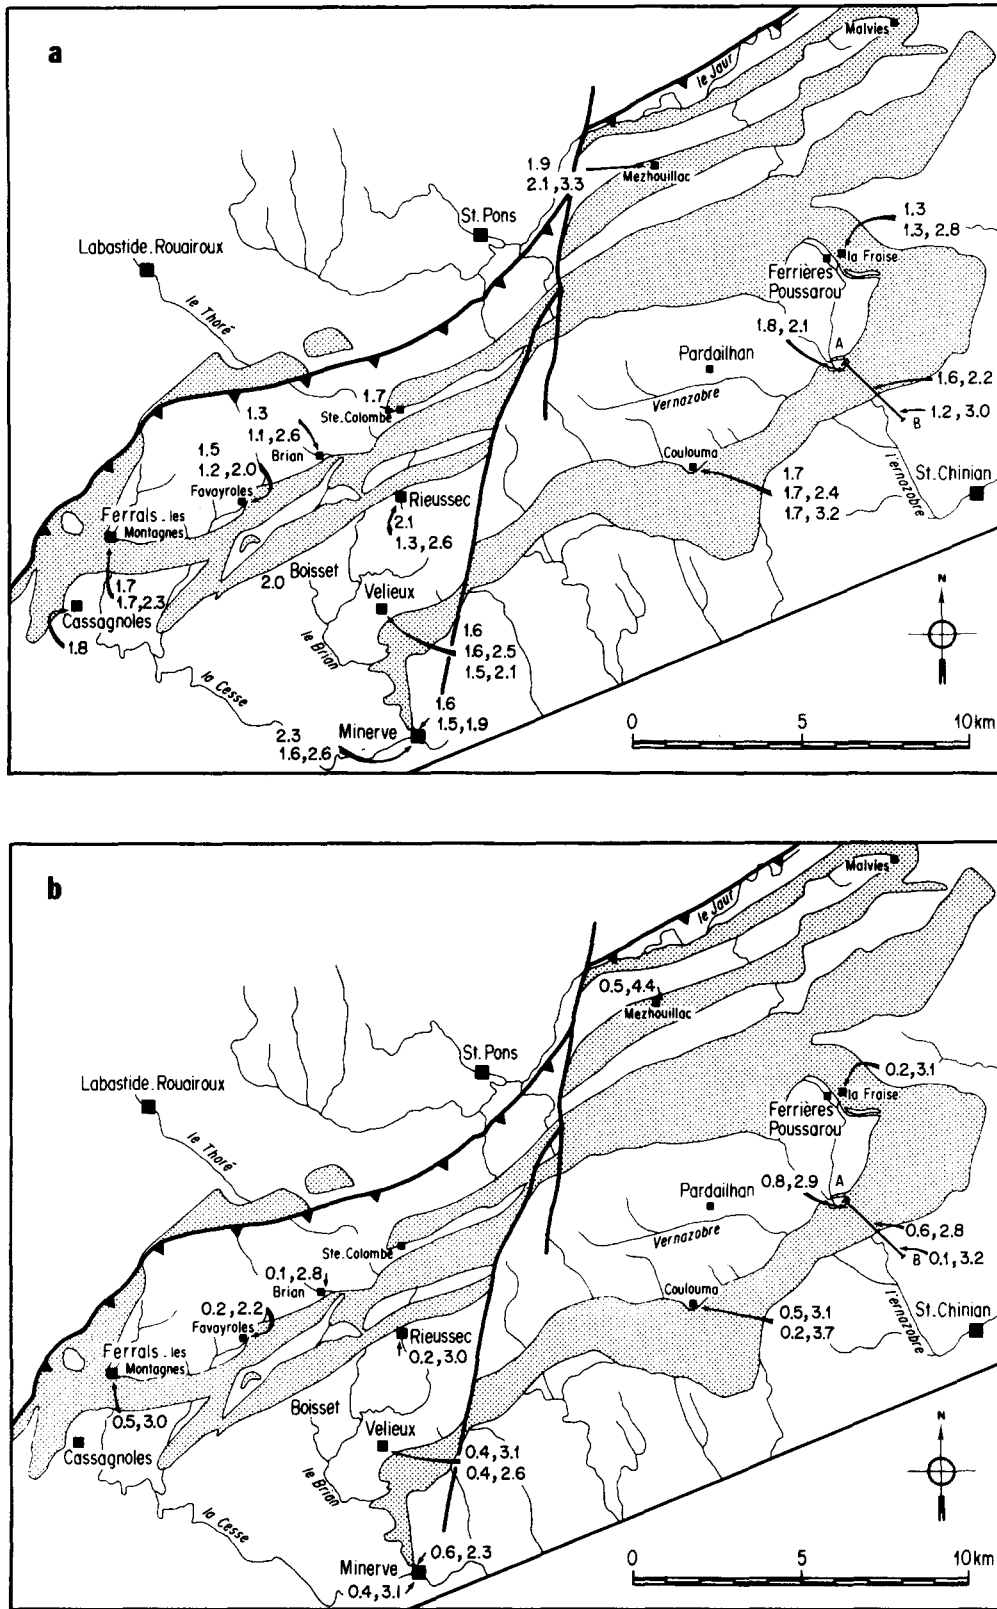 a
Malvies
le Jaur
1.9
2.1, 3.3
Mezhouillac
St. Pons
1.3
1.3, 2.8
Labastide. Rouairoux
la Fraise
Ferrières
Poussarou
le Thoré
1.8, 2.1
A
Pardailhan
1.7
Ste. Colombe
Vernazobre
1.6, 2.2
1.3
1.1, 2.6
Brian
1.2, 3.0
B
1.5
1.2, 2.0
Favayroles
Coulouma
l'ernazobre
St. Chinian
Rieussec
1.7
1.7, 2.4
1.7, 3.2
Ferrals . les
Montagnes
2.1
1.3, 2.6
Boisset
2.0
N
1.7
1.7, 2.3
Velieux
Cassagnoles
1.8
le Brian
1.6
1.6, 2.5
1.5, 2.1
la Cesse
1.6
1.5, 1.9
Minerve
2.3
1.6, 2.6
0 5 10 km
b
Malvies
le Jaur
0.5, 4.4
Mezhouillac
St. Pons
0.2, 3.1
Labastide. Rouairoux
la Fraise
Ferrières
Poussarou
le Thoré
0.8, 2.9
A
Pardailhan
Ste. Colombe
Vernazobre
0.6, 2.8
B 0.1, 3.2
0.1, 2.8
Brian
0.2, 2.2
Favayroles
Coulouma
l'ernazobre
St. Chinian
0.5, 3.1
0.2, 3.7
Rieussec
0.2, 3.0
Ferrals . les
Montagnes
0.5, 3.0
Boisset
Velieux
N
Cassagnoles
0.4, 3.1
0.4, 2.6
le Brian
la Cesse
0.6, 2.3
Minerve
0.4, 3.1
0 5 10 km